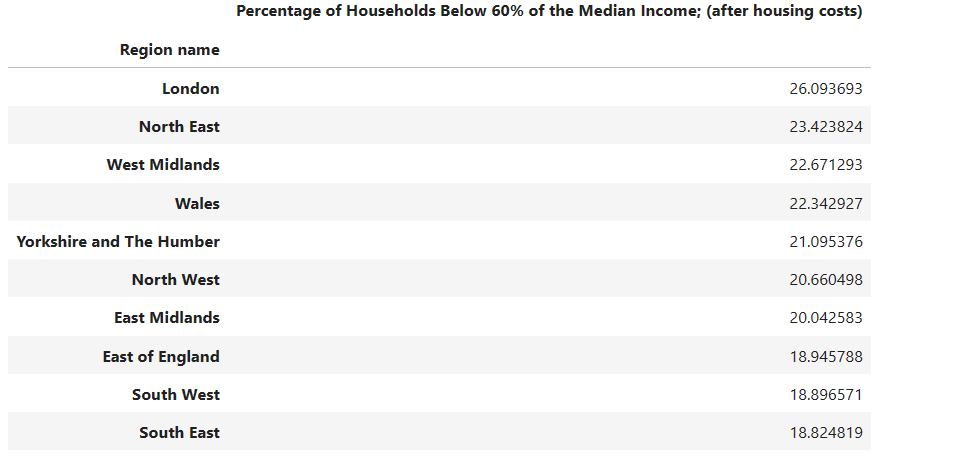 Percentage of Households Below 60% of the Median Income; (after housing costs)
Region name
London 26.093693
North East 23.423824
West Midlands 22.671293
Wales 22.342927
Yorkshire and The Humber 21.095376
North West 20.660498
East Midlands 20.042583
East of England 18.945788
South West 18.896571
South East 18.824819